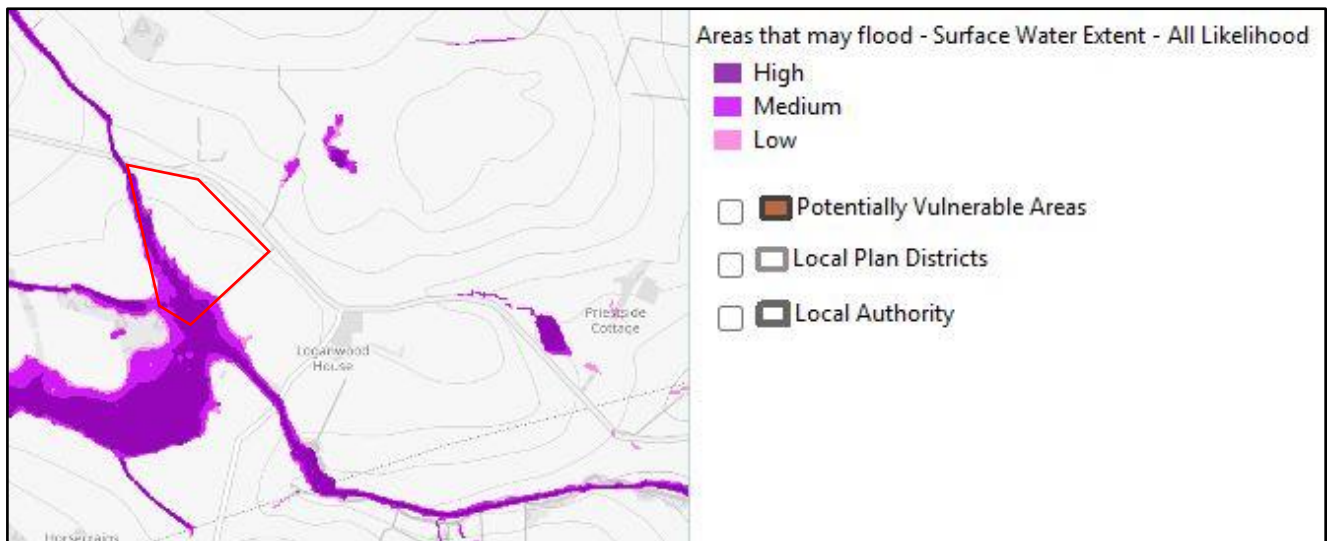 Areas that may flood - Surface Water Extent - All Likelihood
High
Medium
Low
Potentially Vulnerable Areas
Local Plan Districts
Local Authority
Priestside
Cottage
Loganwood
House